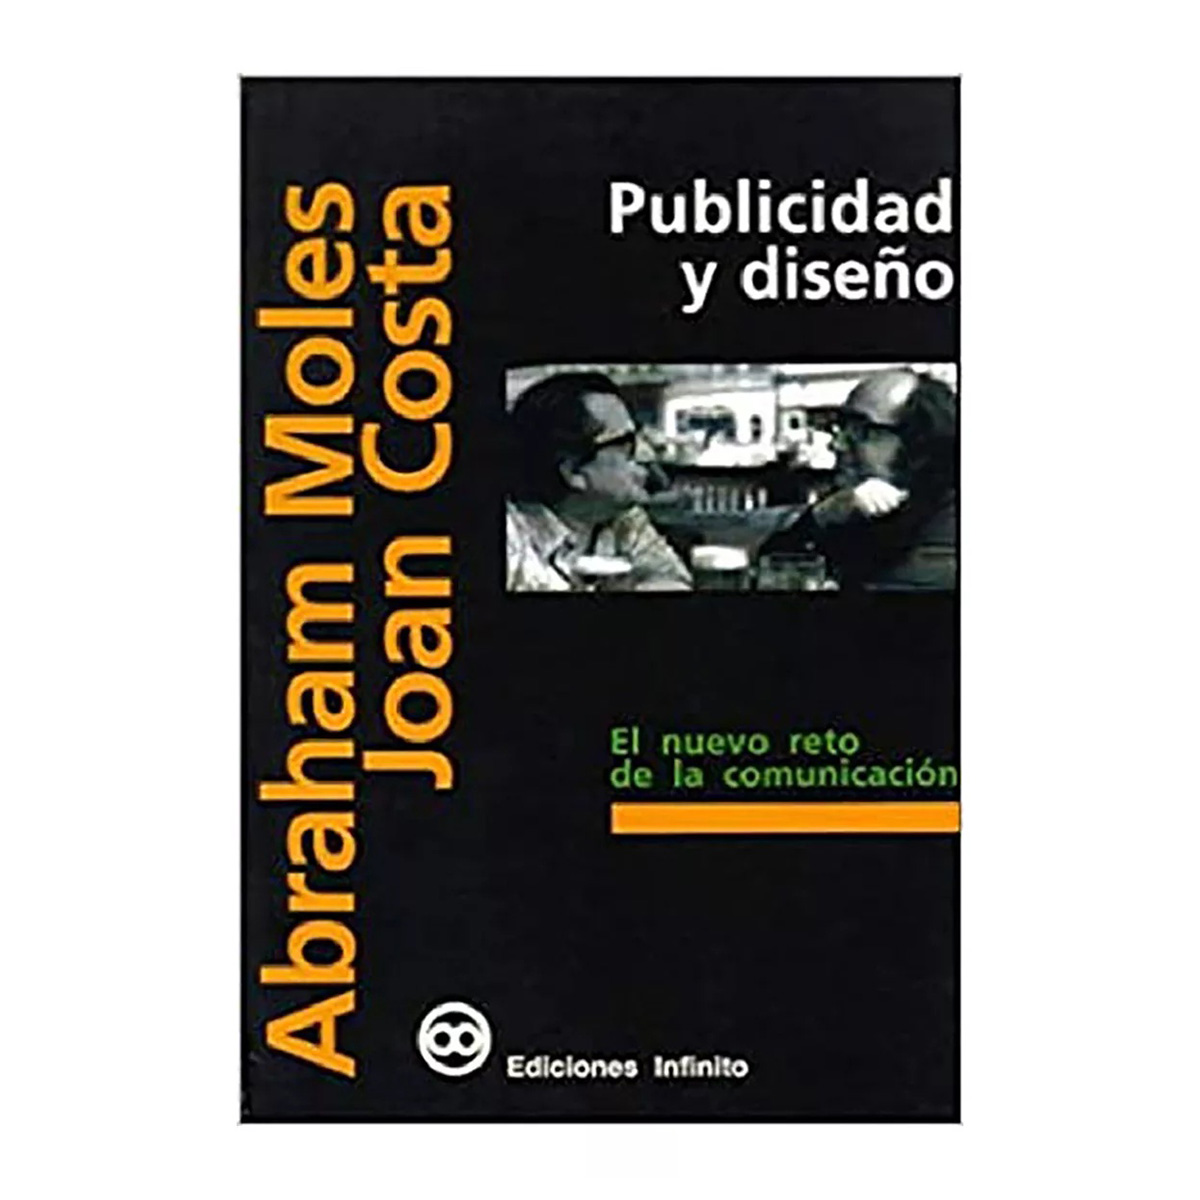 Abraham Moles
Joan Costa
Publicidad
y diseño
El nuevo reto
de la comunicación
Ediciones Infinito